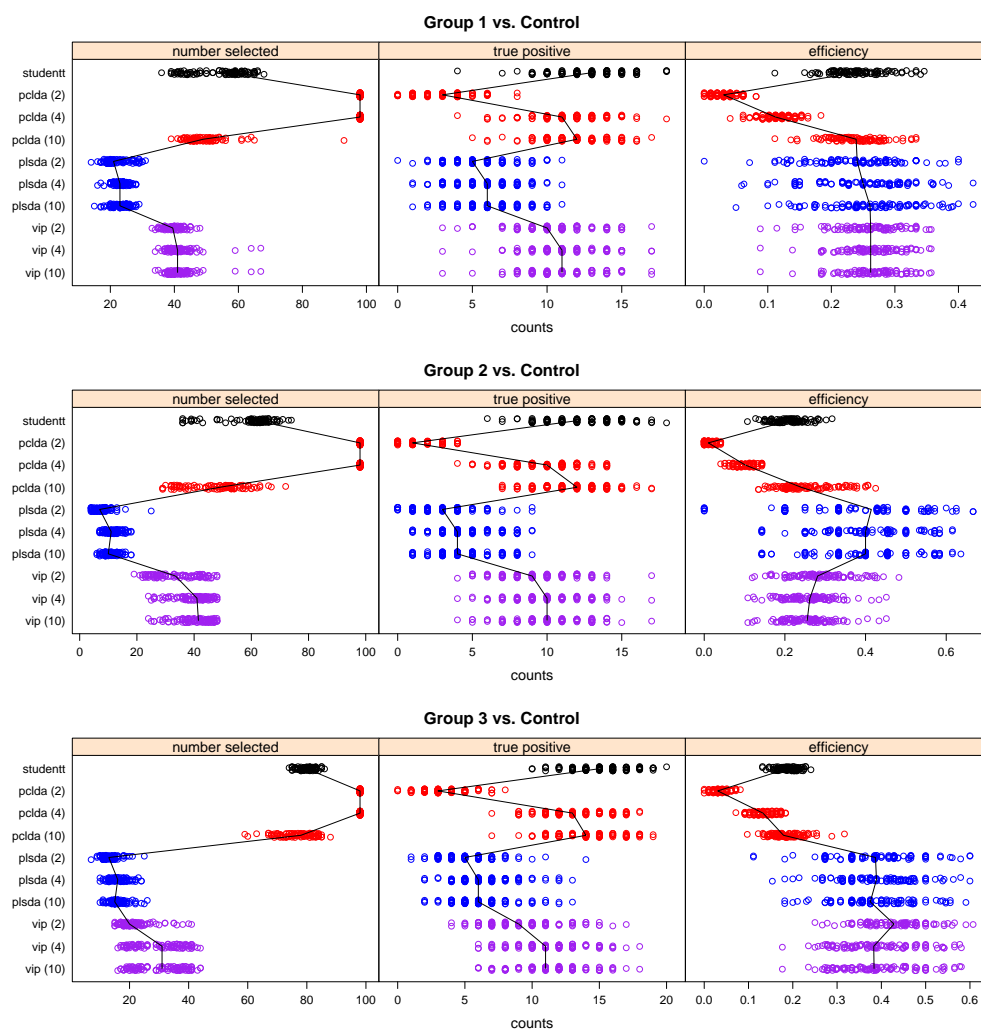 Group 1 vs. Control
number selected true positive efficiency
studentt
pclda (2)
pclda (4)
pclda (10)
plsda (2)
plsda (4)
plsda (10)
vip (2)
vip (4)
vip (10)
20 40 60 80 100 0 5 10 15 0.0 0.1 0.2 0.3 0.4
counts
Group 2 vs. Control
number selected true positive efficiency
studentt
pclda (2)
pclda (4)
pclda (10)
plsda (2)
plsda (4)
plsda (10)
vip (2)
vip (4)
vip (10)
0 20 40 60 80 100 0 5 10 15 0.0 0.2 0.4 0.6
counts
Group 3 vs. Control
number selected true positive efficiency
studentt
pclda (2)
pclda (4)
pclda (10)
plsda (2)
plsda (4)
plsda (10)
vip (2)
vip (4)
vip (10)
20 40 60 80 100 0 5 10 15 20 0.0 0.1 0.2 0.3 0.4 0.5 0.6
counts